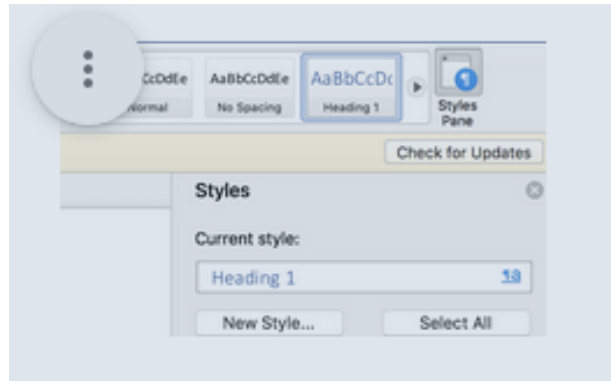 CcDdEe AaBbCcDdEe AaBbCcDc
Normal No Spacing Heading 1 Styles Pane
Check for Updates
Styles
Current style:
Heading 1
New Style... Select All